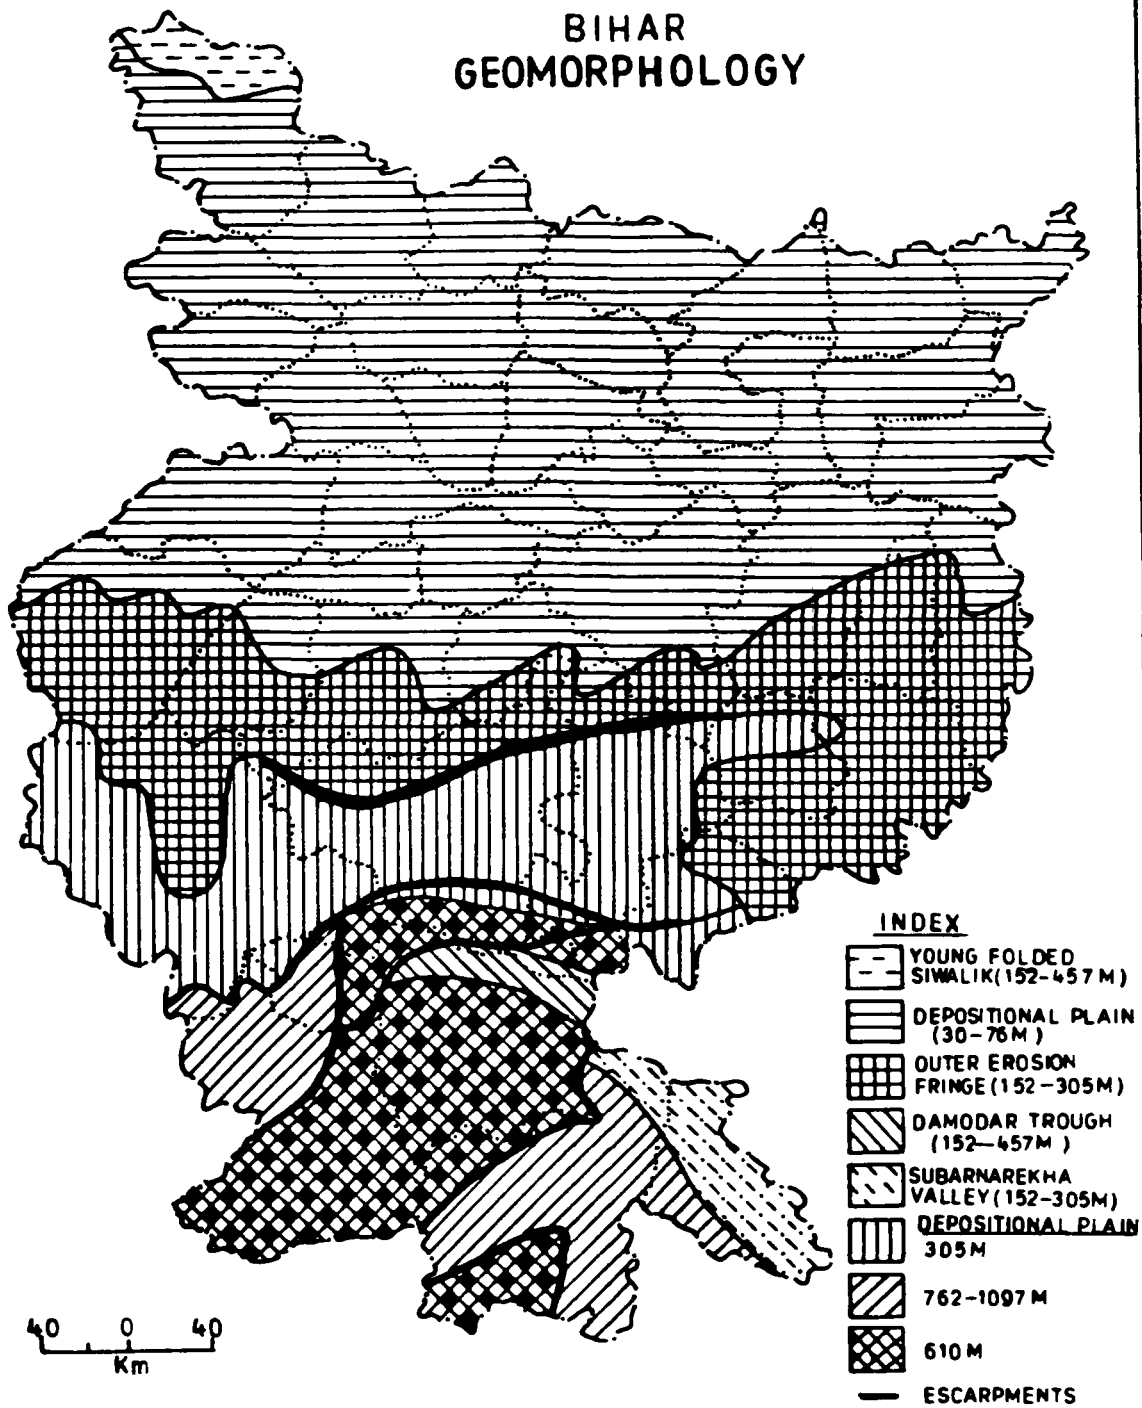 BIHAR
GEOMORPHOLOGY
INDEX
YOUNG FOLDED
SIWALIK(152-457M)
DEPOSITIONAL PLAIN
(30-76M)
OUTER EROSION
FRINGE(152-305M)
DAMODAR TROUGH
(152-457M)
SUBARNAREKHA
VALLEY(152-305M)
DEPOSITIONAL PLAIN
305M
762-1097M
610M
ESCARPMENTS
40 0 40
Km